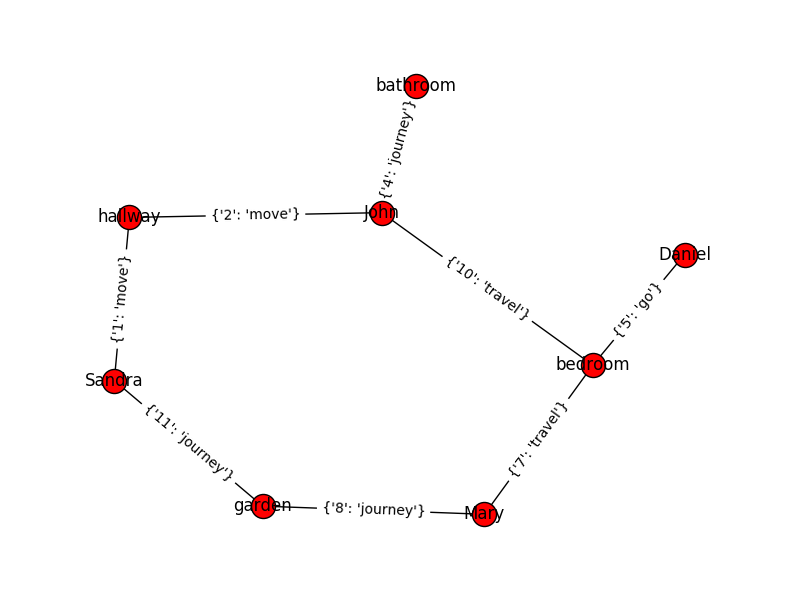 bathroom
{'4': 'journey'}
hallway
{'2': 'move'}
John
Daniel
{'1': 'move'}
{'10': 'travel'}
{'5': 'go'}
bedroom
Sandra
{'11': 'journey'}
{'7': 'travel'}
garden
{'8': 'journey'}
Mary